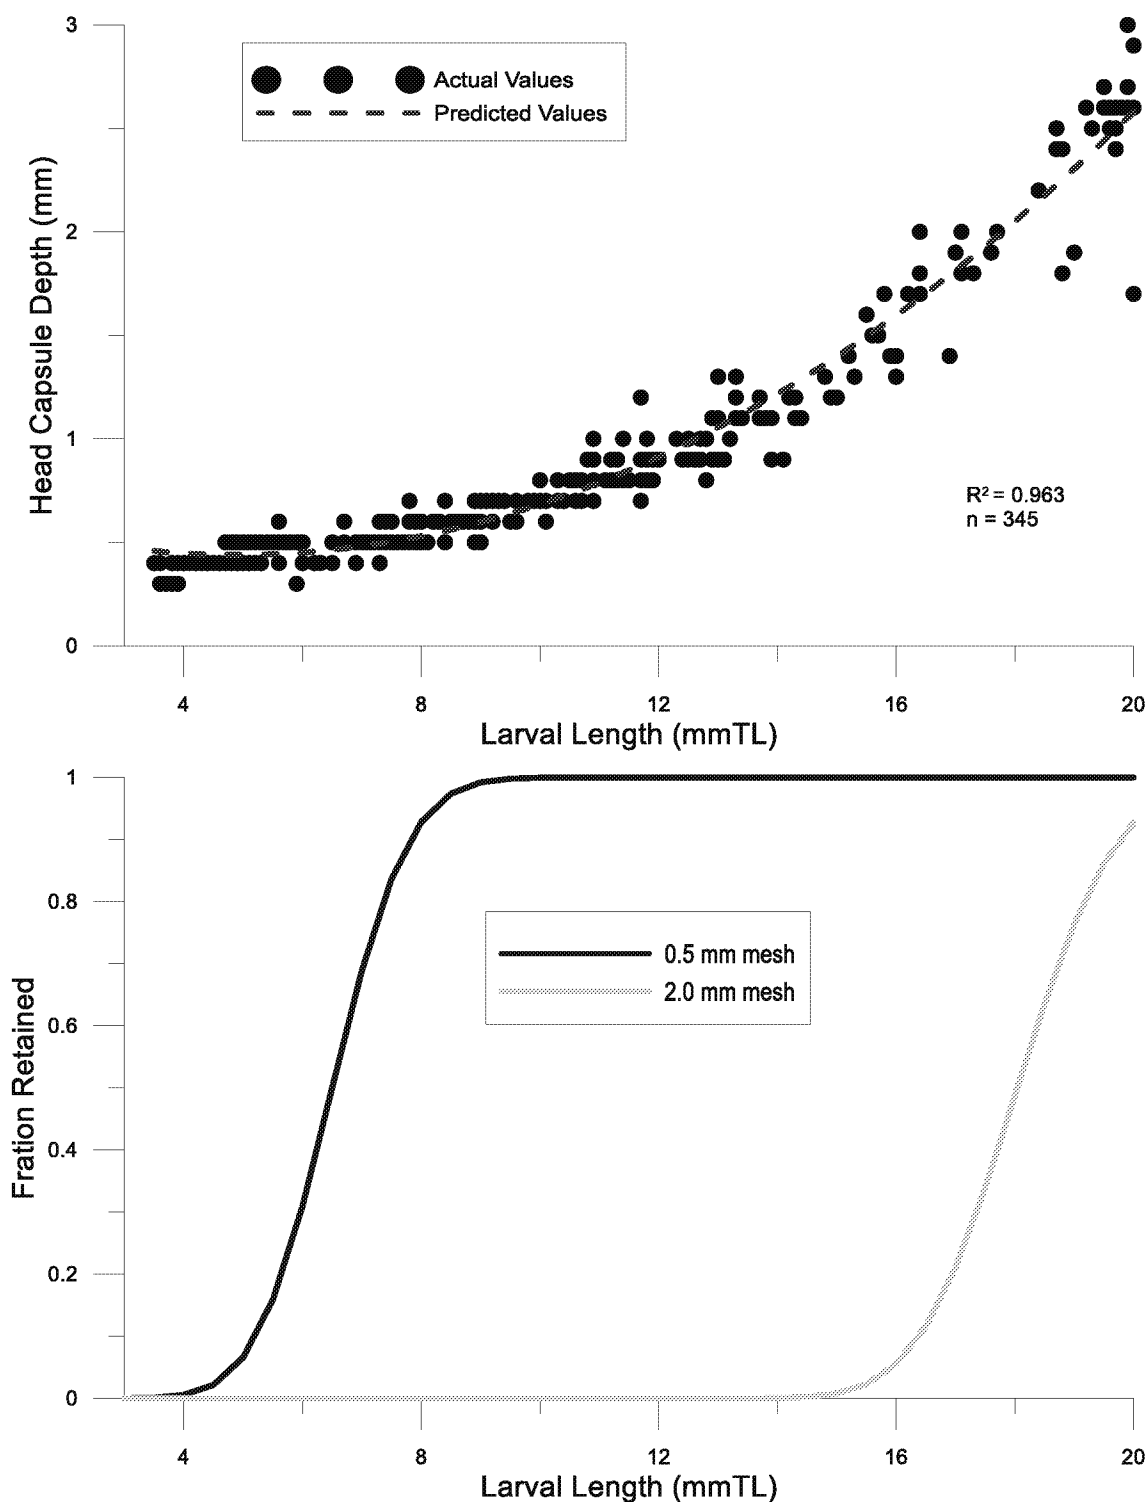 3
Actual Values
Predicted Values
Head Capsule Depth (mm)
2
1
R² = 0.963
n = 345
0
4 8 12 16 20
Larval Length (mmTL)
1
0.8
0.5 mm mesh
2.0 mm mesh
Fration Retained
0.6
0.4
0.2
0
4 8 12 16 20
Larval Length (mmTL)